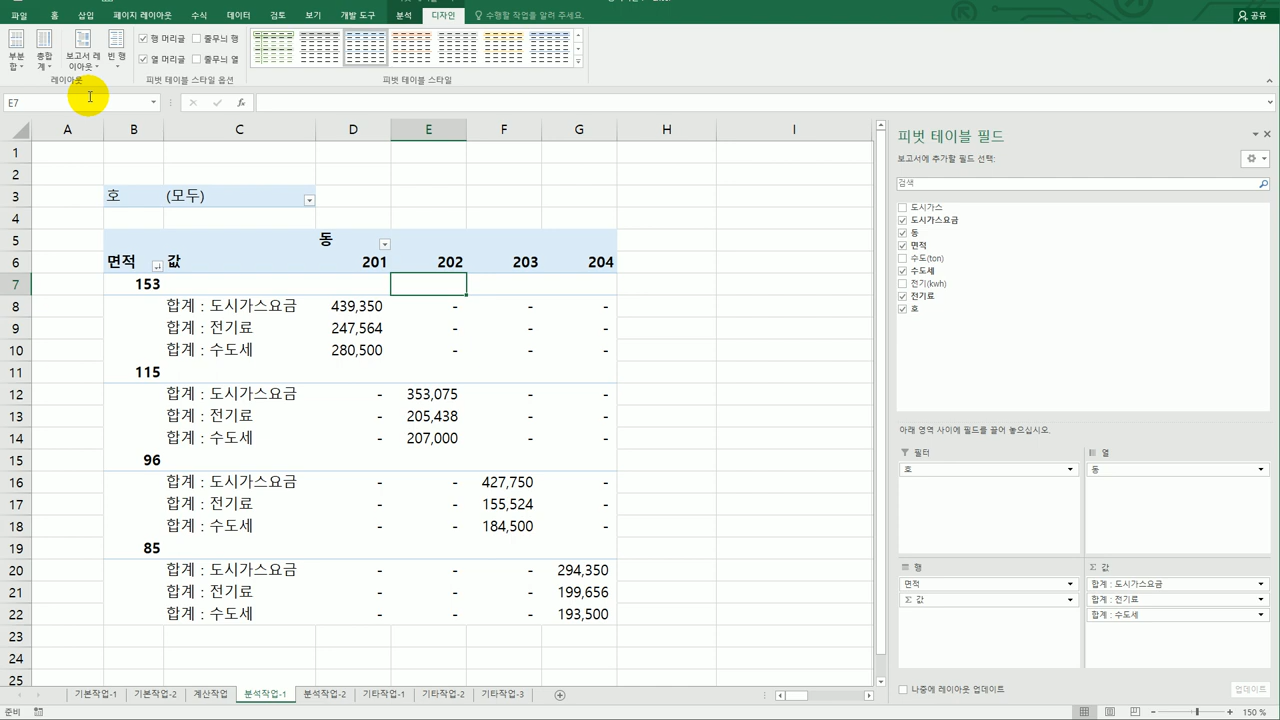 파일 홈 삽입 페이지 레이아웃 수식 데이터 검토 보기 개발 도구 분석 디자인 수행할 작업을 알려 주세요. 공유
부분합 총합계 보고서 레이아웃 빈 행
행 머리글 줄무늬 행
열 머리글 줄무늬 열
레이아웃 피벗 테이블 스타일 옵션 피벗 테이블 스타일
E7 fx
A B C D E F G H I
1
2
3 호 (모두)
4
5 동
6 면적 값 201 202 203 204
7 153
8 합계 : 도시가스요금 439,350 - - -
9 합계 : 전기료 247,564 - - -
10 합계 : 수도세 280,500 - - -
11 115
12 합계 : 도시가스요금 - 353,075 - -
13 합계 : 전기료 - 205,438 - -
14 합계 : 수도세 - 207,000 - -
15 96
16 합계 : 도시가스요금 - - 427,750 -
17 합계 : 전기료 - - 155,524 -
18 합계 : 수도세 - - 184,500 -
19 85
20 합계 : 도시가스요금 - - - 294,350
21 합계 : 전기료 - - - 199,656
22 합계 : 수도세 - - - 193,500
23
24
25
피벗 테이블 필드
보고서에 추가할 필드 선택:
검색
도시가스
도시가스요금
동
면적
수도(ton)
수도세
전기(kwh)
전기료
호
아래 영역 사이에 필드를 끌어 놓으십시오.
필터 열
호 동
행 Σ 값
면적 합계 : 도시가스요금
Σ 값 합계 : 전기료
합계 : 수도세
나중에 레이아웃 업데이트 업데이트
기본작업-1 기본작업-2 계산작업 분석작업-1 분석작업-2 기타작업-1 기타작업-2 기타작업-3
준비 150 %